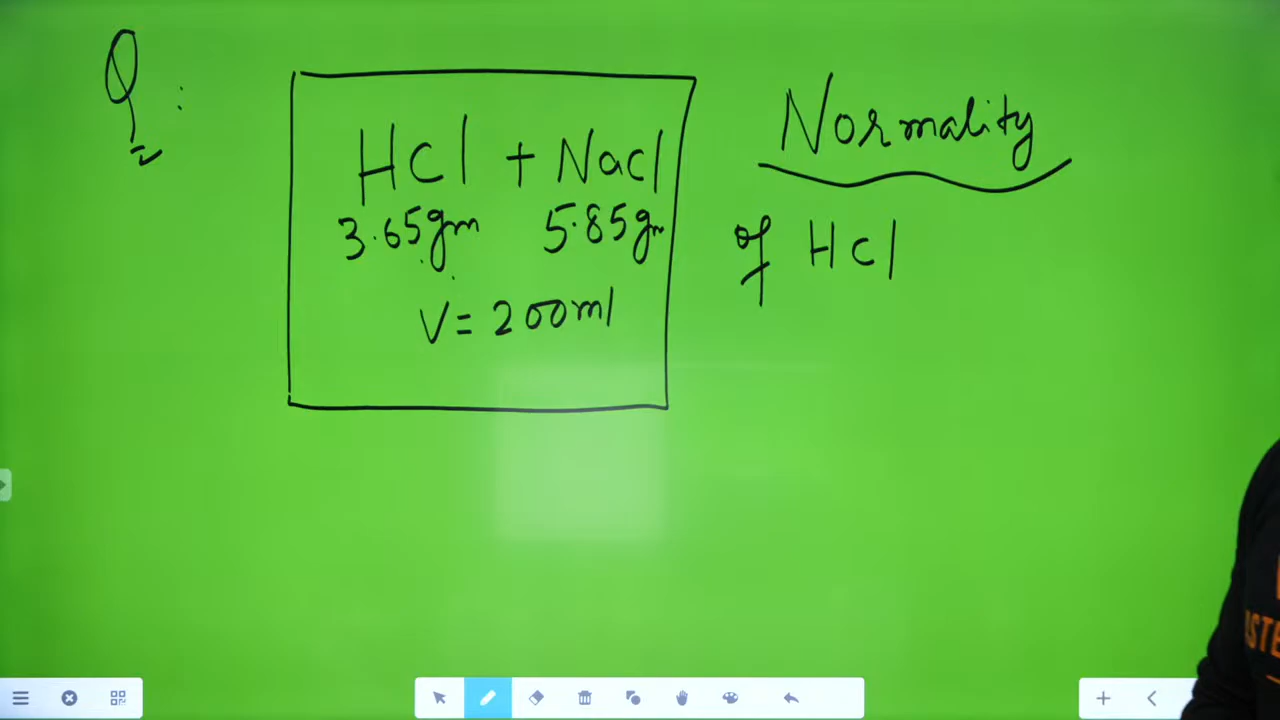 Q :
HCl + Nacl
3.65gm 5.85gm
V = 200ml
Normality
of HCl